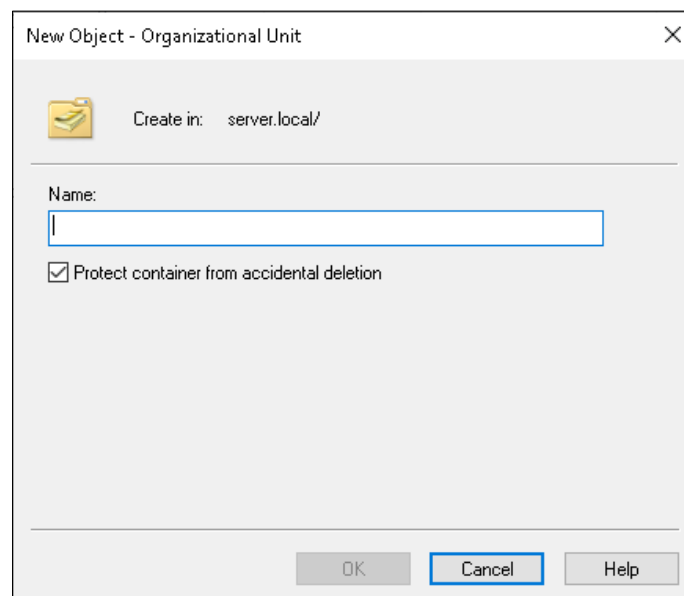 New Object - Organizational Unit
Create in: server.local/
Name:
Protect container from accidental deletion
OK Cancel Help